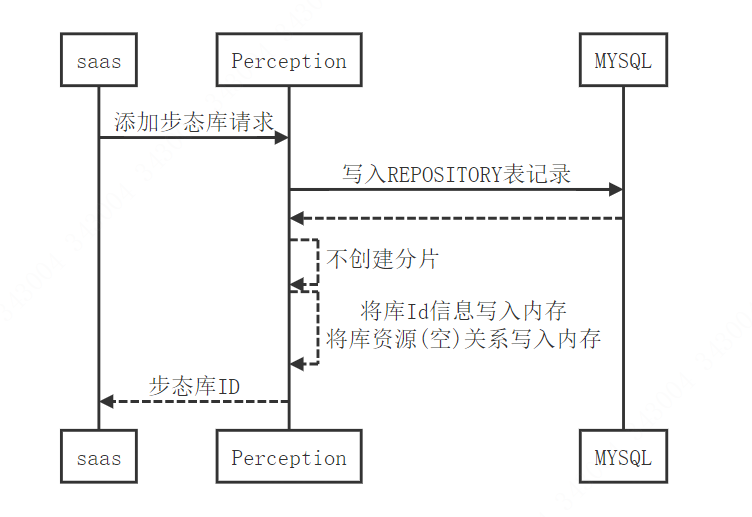 saas
Perception
MYSQL
添加步态库请求
写入REPOSITORY表记录
不创建分片
将库Id信息写入内存
将库资源(空)关系写入内存
步态库ID
saas
Perception
MYSQL